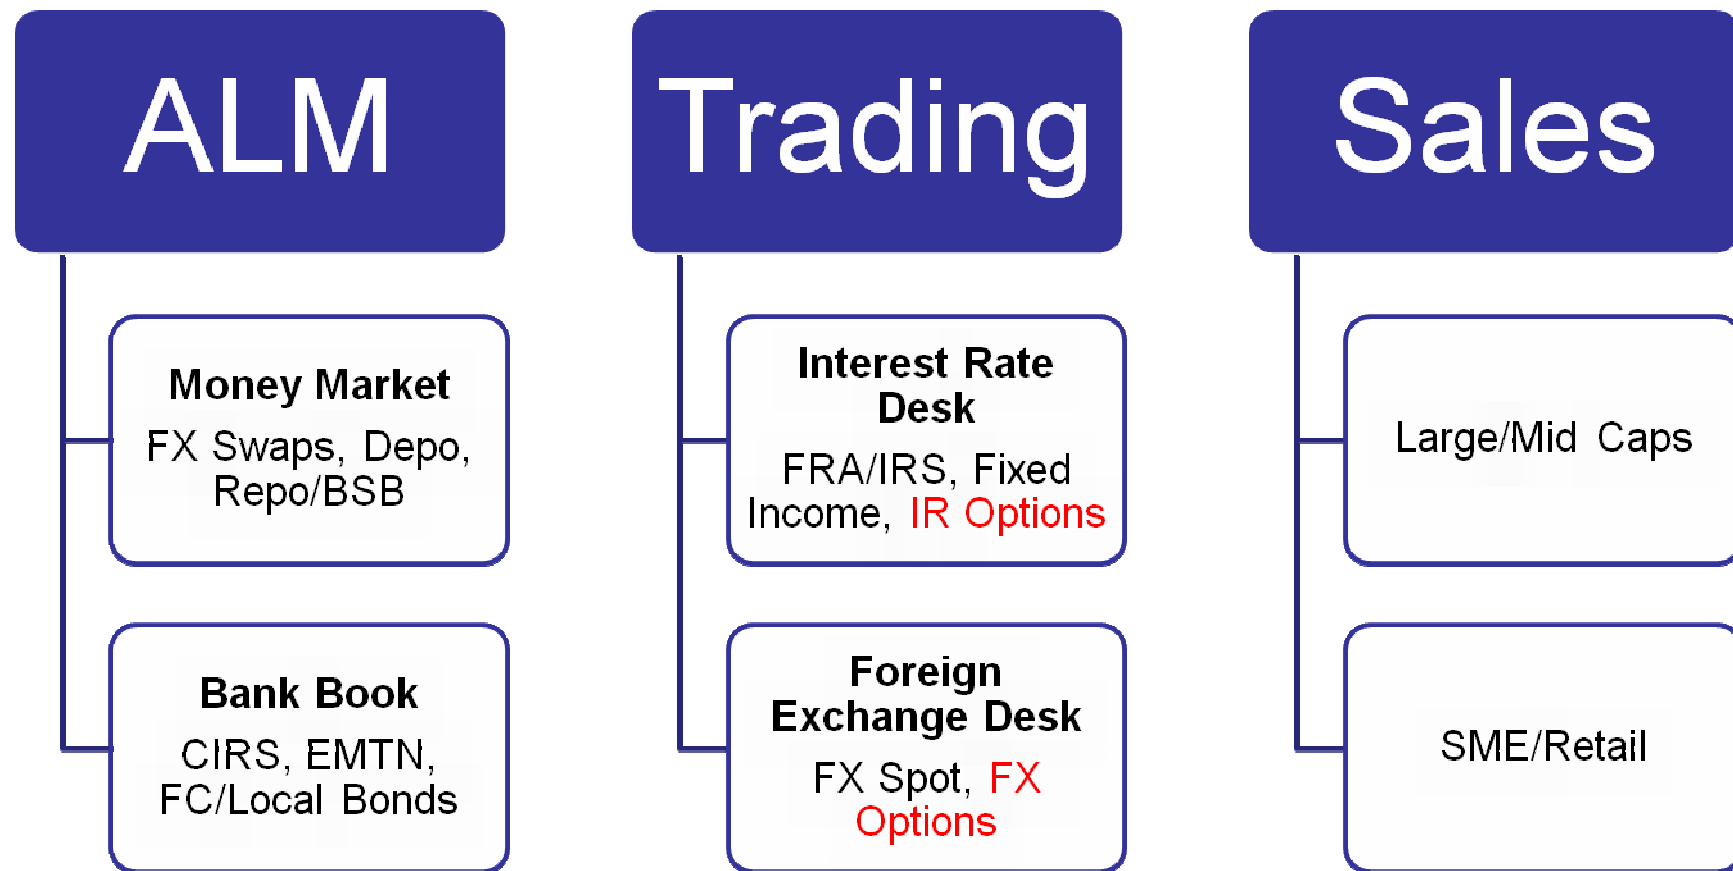 ALM
Money Market
FX Swaps, Depo,
Repo/BSB
Bank Book
CIRS, EMTN,
FC/Local Bonds
Trading
Interest Rate
Desk
FRA/IRS, Fixed
Income, IR Options
Foreign
Exchange Desk
FX Spot, FX
Options
Sales
Large/Mid Caps
SME/Retail